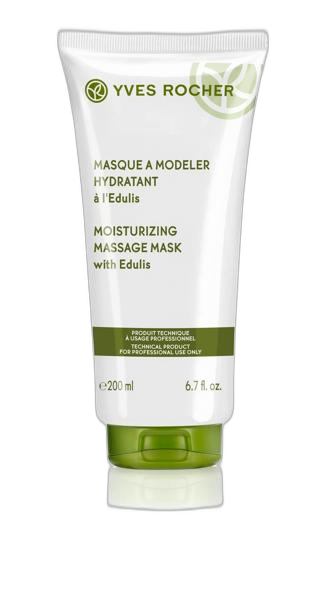 YVES ROCHER
MASQUE A MODELER
HYDRATANT
à l'Edulis
MOISTURIZING
MASSAGE MASK
with Edulis
PRODUIT TECHNIQUE
À USAGE PROFESSIONNEL
TECHNICAL PRODUCT
FOR PROFESSIONAL USE ONLY
℮200 ml 6.7 fl. oz.